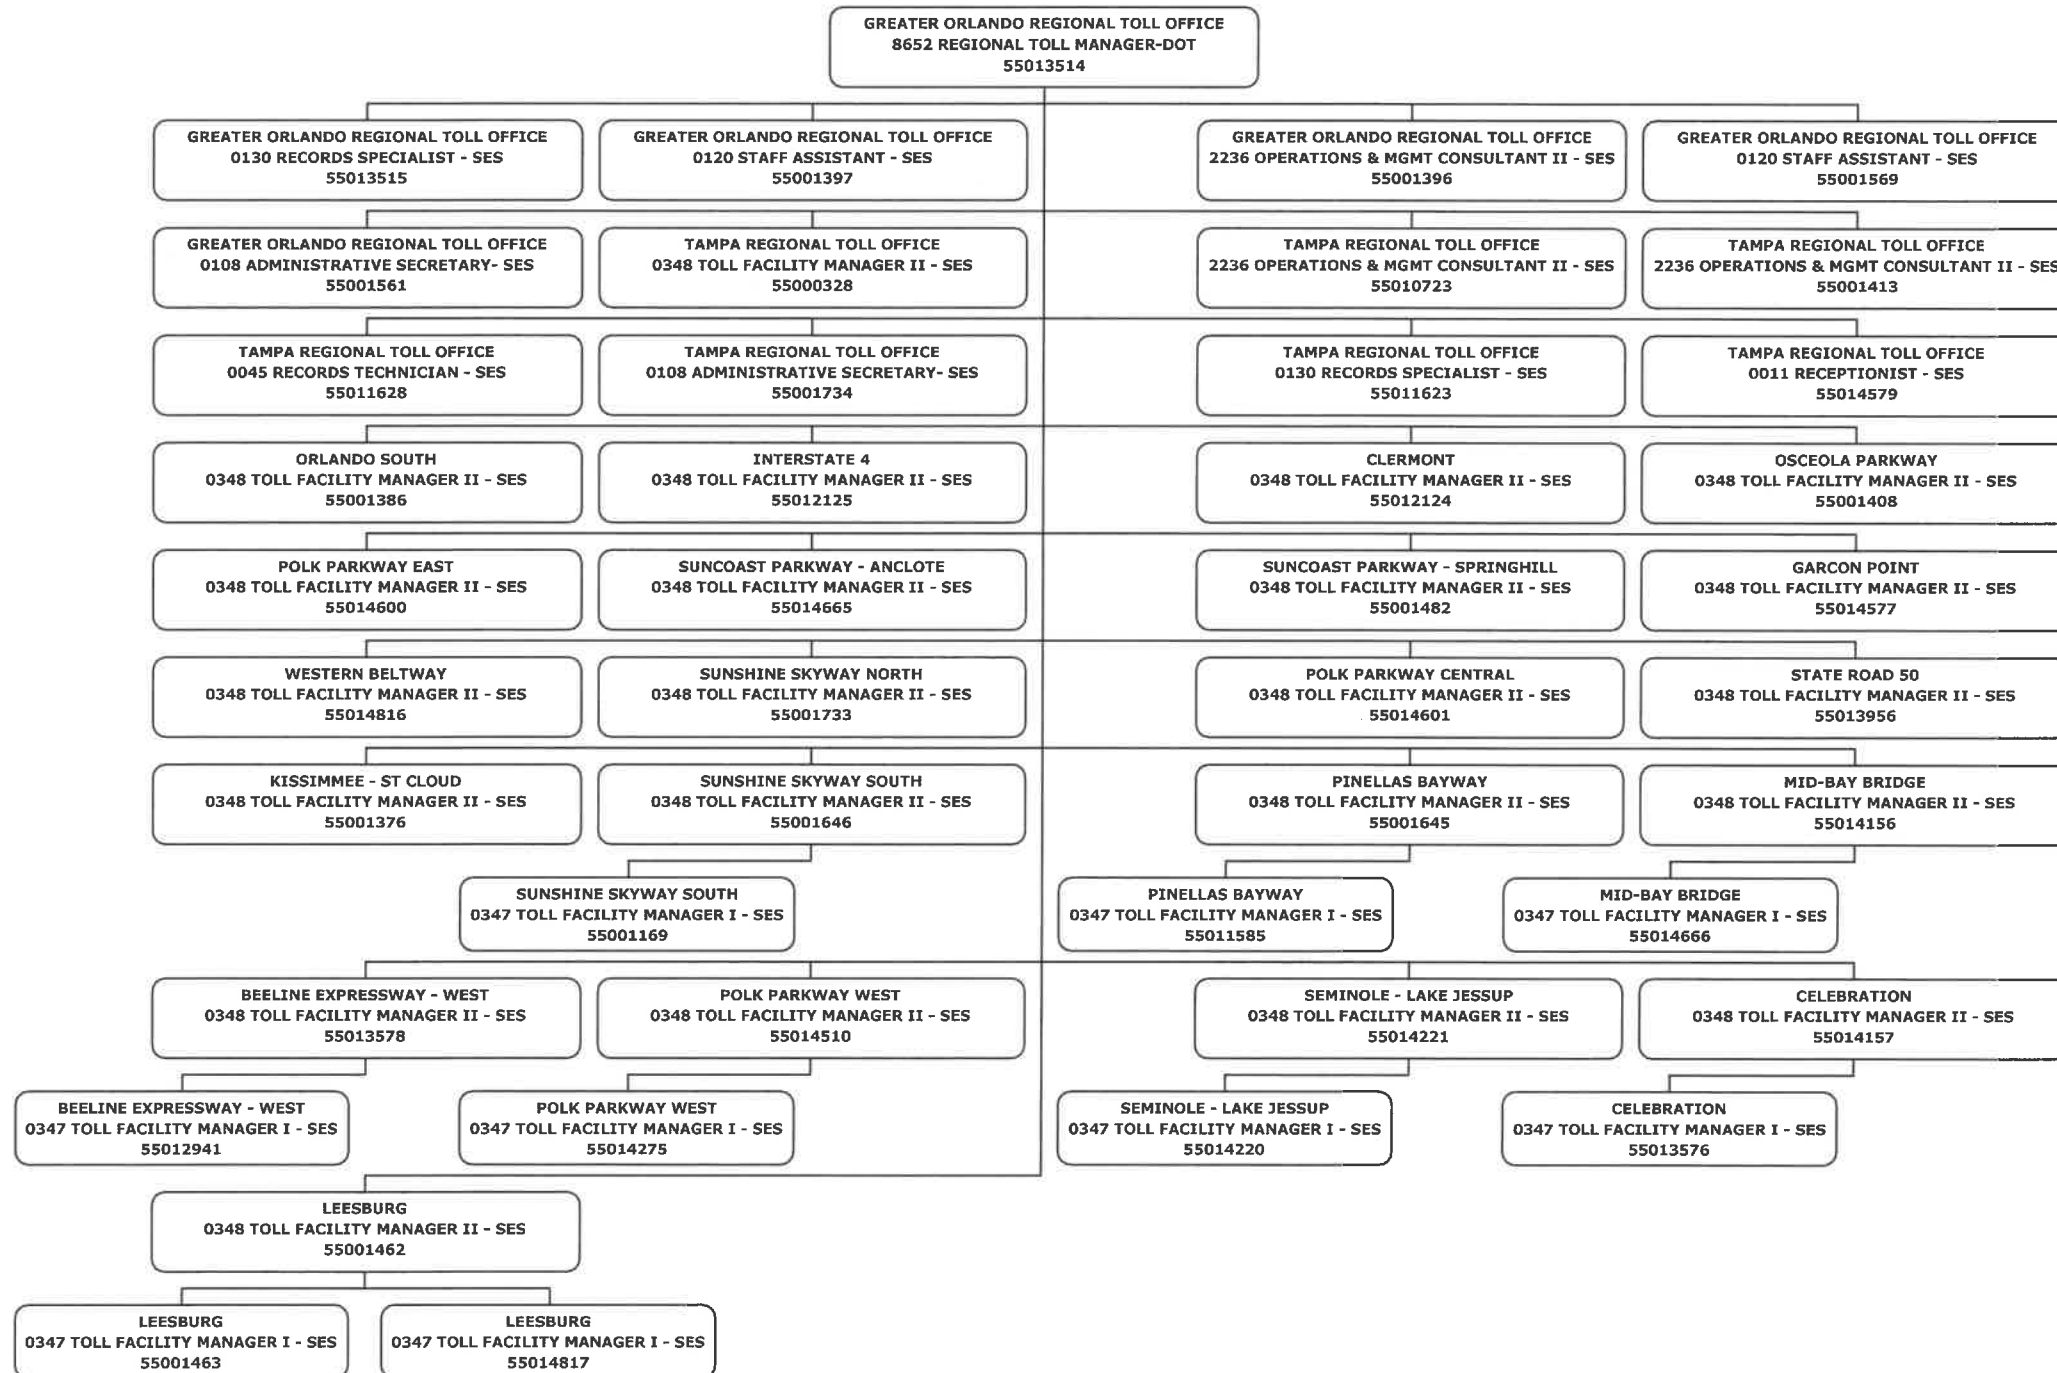 GREATER ORLANDO REGIONAL TOLL OFFICE
8652 REGIONAL TOLL MANAGER-DOT
55013514
GREATER ORLANDO REGIONAL TOLL OFFICE
0130 RECORDS SPECIALIST - SES
55013515
GREATER ORLANDO REGIONAL TOLL OFFICE
0120 STAFF ASSISTANT - SES
55001397
GREATER ORLANDO REGIONAL TOLL OFFICE
2236 OPERATIONS & MGMT CONSULTANT II - SES
55001396
GREATER ORLANDO REGIONAL TOLL OFFICE
0120 STAFF ASSISTANT - SES
55001569
GREATER ORLANDO REGIONAL TOLL OFFICE
0108 ADMINISTRATIVE SECRETARY- SES
55001561
TAMPA REGIONAL TOLL OFFICE
0348 TOLL FACILITY MANAGER II - SES
55000328
TAMPA REGIONAL TOLL OFFICE
2236 OPERATIONS & MGMT CONSULTANT II - SES
55010723
TAMPA REGIONAL TOLL OFFICE
2236 OPERATIONS & MGMT CONSULTANT II - SES
55001413
TAMPA REGIONAL TOLL OFFICE
0045 RECORDS TECHNICIAN - SES
55011628
TAMPA REGIONAL TOLL OFFICE
0108 ADMINISTRATIVE SECRETARY- SES
55001734
TAMPA REGIONAL TOLL OFFICE
0130 RECORDS SPECIALIST - SES
55011623
TAMPA REGIONAL TOLL OFFICE
0011 RECEPTIONIST - SES
55014579
ORLANDO SOUTH
0348 TOLL FACILITY MANAGER II - SES
55001386
INTERSTATE 4
0348 TOLL FACILITY MANAGER II - SES
55012125
CLERMONT
0348 TOLL FACILITY MANAGER II - SES
55012124
OSCEOLA PARKWAY
0348 TOLL FACILITY MANAGER II - SES
55001408
POLK PARKWAY EAST
0348 TOLL FACILITY MANAGER II - SES
55014600
SUNCOAST PARKWAY - ANCLOTE
0348 TOLL FACILITY MANAGER II - SES
55014665
SUNCOAST PARKWAY - SPRINGHILL
0348 TOLL FACILITY MANAGER II - SES
55001482
GARCON POINT
0348 TOLL FACILITY MANAGER II - SES
55014577
WESTERN BELTWAY
0348 TOLL FACILITY MANAGER II - SES
55014816
SUNSHINE SKYWAY NORTH
0348 TOLL FACILITY MANAGER II - SES
55001733
POLK PARKWAY CENTRAL
0348 TOLL FACILITY MANAGER II - SES
55014601
STATE ROAD 50
0348 TOLL FACILITY MANAGER II - SES
55013956
KISSIMMEE - ST CLOUD
0348 TOLL FACILITY MANAGER II - SES
55001376
SUNSHINE SKYWAY SOUTH
0348 TOLL FACILITY MANAGER II - SES
55001646
PINELLAS BAYWAY
0348 TOLL FACILITY MANAGER II - SES
55001645
MID-BAY BRIDGE
0348 TOLL FACILITY MANAGER II - SES
55014156
SUNSHINE SKYWAY SOUTH
0347 TOLL FACILITY MANAGER I - SES
55001169
PINELLAS BAYWAY
0347 TOLL FACILITY MANAGER I - SES
55011585
MID-BAY BRIDGE
0347 TOLL FACILITY MANAGER I - SES
55014666
BEELINE EXPRESSWAY - WEST
0348 TOLL FACILITY MANAGER II - SES
55013578
POLK PARKWAY WEST
0348 TOLL FACILITY MANAGER II - SES
55014510
SEMINOLE - LAKE JESSUP
0348 TOLL FACILITY MANAGER II - SES
55014221
CELEBRATION
0348 TOLL FACILITY MANAGER II - SES
55014157
BEELINE EXPRESSWAY - WEST
0347 TOLL FACILITY MANAGER I - SES
55012941
POLK PARKWAY WEST
0347 TOLL FACILITY MANAGER I - SES
55014275
SEMINOLE - LAKE JESSUP
0347 TOLL FACILITY MANAGER I - SES
55014220
CELEBRATION
0347 TOLL FACILITY MANAGER I - SES
55013576
LEESBURG
0348 TOLL FACILITY MANAGER II - SES
55001462
LEESBURG
0347 TOLL FACILITY MANAGER I - SES
55001463
LEESBURG
0347 TOLL FACILITY MANAGER I - SES
55014817